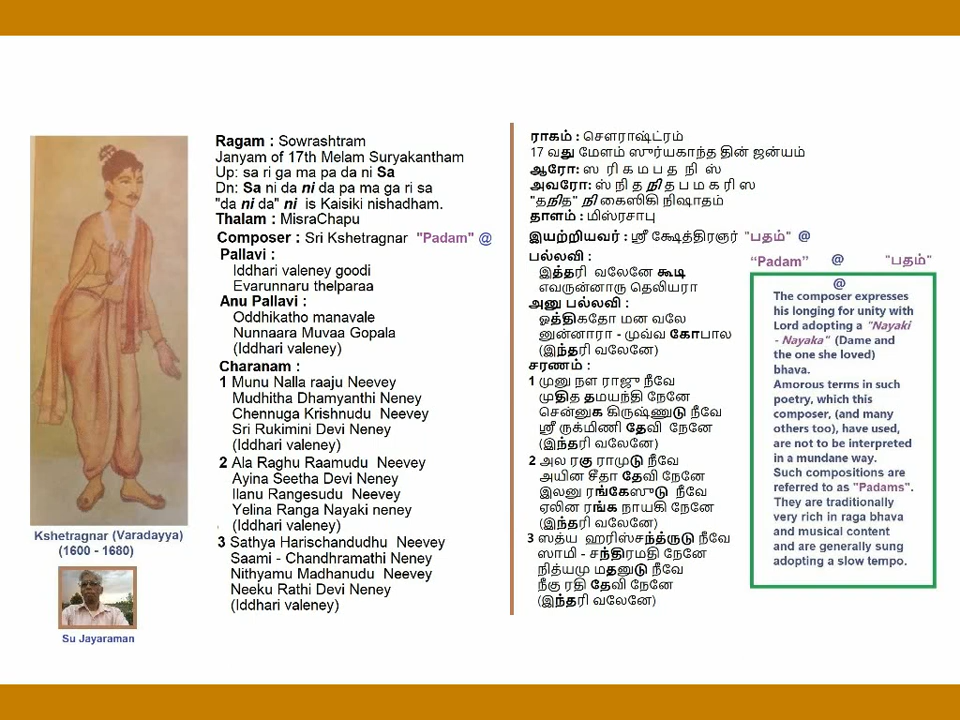 Ragam : Sowrashtram
Janyam of 17th Melam Suryakantham
Up: sa ri ga ma pa da ni Sa
Dn: Sa ni da ni da pa ma ga ri sa
"da ni da" ni is Kaisiki nishadham.
Thalam : MisraChapu
Composer : Sri Kshetragnar "Padam" @
Pallavi :
Iddhari valeney goodi
Evarunnaru thelparaa
Anu Pallavi :
Oddhikatho manavale
Nunnaara Muvaa Gopala
(Iddhari valeney)
Charanam :
1 Munu Nalla raaju Neevey
Mudhitha Dhamyanthi Neney
Chennuga Krishnudu Neevey
Sri Rukimini Devi Neney
(Iddhari valeney)
2 Ala Raghu Raamudu Neevey
Ayina Seetha Devi Neney
Ilanu Rangesudu Neevey
Yelina Ranga Nayaki neney
(Iddhari valeney)
3 Sathya Harischandudhu Neevey
Saami - Chandhramathi Neney
Nithyamu Madhanudu Neevey
Neeku Rathi Devi Neney
(Iddhari valeney)
ராகம் : சௌராஷ்ட்ரம்
17 வது மேளம் ஸுர்யகாந்த தின் ஜன்யம்
ஆரோ: ஸ ரி க ம ப த நி ஸ்
அவரோ: ஸ் நி த நி த ப ம க ரி ஸ
"தநித" நி கைஸிகி நிஷாதம்
தாளம் : மிஸ்ரசாபு
இயற்றியவர் : ஸ்ரீ க்ஷேத்திரஞர் "பதம்" @
பல்லவி :
இத்தரி வலேனே கூடி
எவருன்னாரு தெலியரா
அனு பல்லவி :
ஓத்திகதோ மன வலே
னுன்னாரா - முவ்வ கோபால
(இந்தரி வலேனே)
சரணம் :
1 முனு நள ராஜு நீவே
முதித தமயந்தி நேனே
சென்னுக கிருஷ்ணுடு நீவே
ஸ்ரீ ருக்மிணி தேவி நேனே
(இந்தரி வலேனே)
2 அல ரகு ராமுடு நீவே
அயின சீதா தேவி நேனே
இலனு ரங்கேஸுடு நீவே
ஏலின ரங்க நாயகி நேனே
(இந்தரி வலேனே)
3 ஸத்ய ஹரிஸ்சந்த்ருடு நீவே
ஸாமி - சந்திரமதி நேனே
நித்யமு மதனுடு நீவே
நீகு ரதி தேவி நேனே
(இந்தரி வலேனே)
“Padam” @ "பதம்"
@
The composer expresses
his longing for unity with
Lord adopting a "Nayaki
- Nayaka" (Dame and
the one she loved)
bhava.
Amorous terms in such
poetry, which this
composer, (and many
others too), have used,
are not to be interpreted
in a mundane way.
Such compositions are
referred to as "Padams".
They are traditionally
very rich in raga bhava
and musical content
and are generally sung
adopting a slow tempo.
Kshetragnar (Varadayya)
(1600 - 1680)
Su Jayaraman